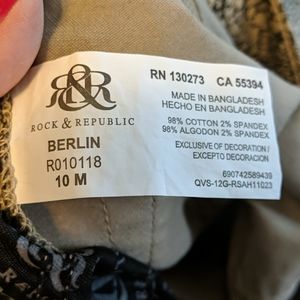 R&R
ROCK & REPUBLIC
BERLIN
R010118
10 M
RN 130273 CA 55394
MADE IN BANGLADESH
HECHO EN BANGLADESH
98% COTTON 2% SPANDEX
98% ALGODON 2% SPANDEX
EXCLUSIVE OF DECORATION /
EXCEPTO DECORACION
690742589439
QVS-12G-RSAH11023